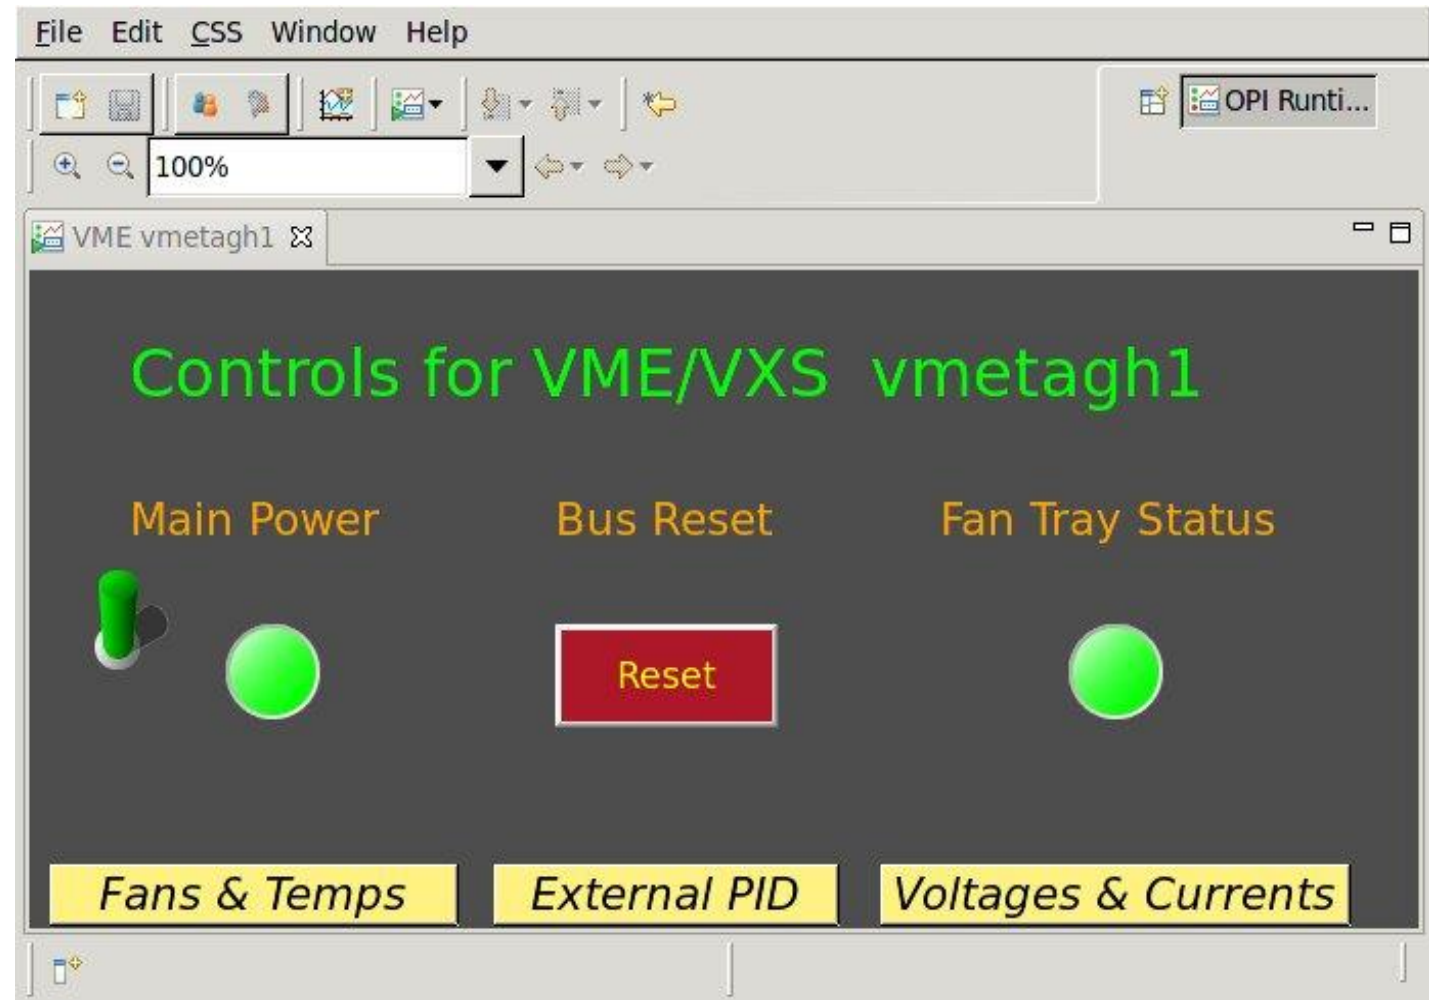 File Edit CSS Window Help
OPI Runti...
100%
VME vmetagh1
Controls for VME/VXS vmetagh1
Main Power Bus Reset Fan Tray Status
Reset
Fans & Temps External PID Voltages & Currents